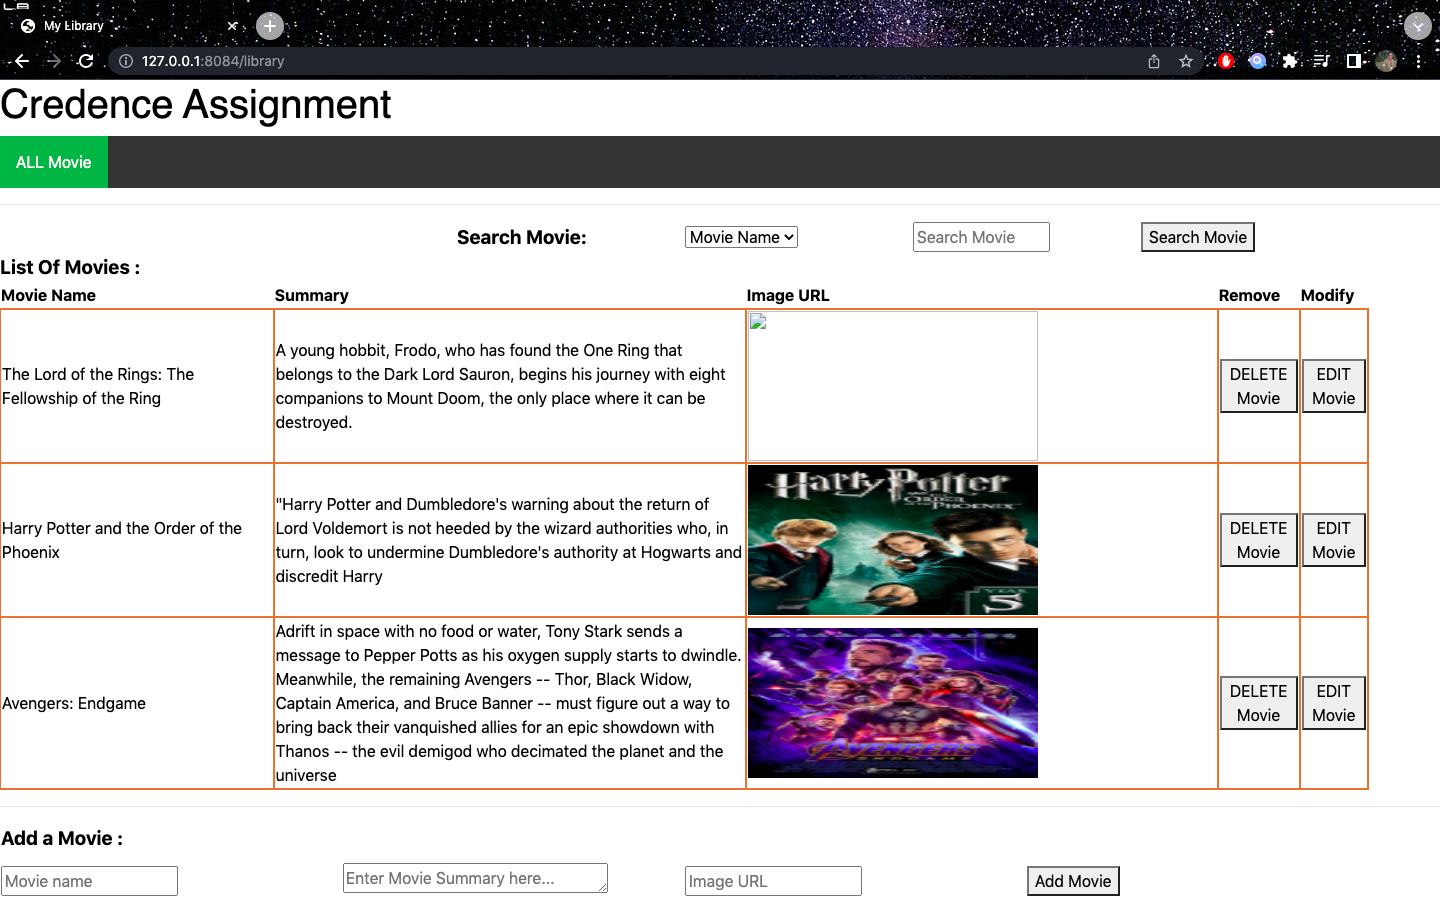 My Library
127.0.0.1:8084/library
Credence Assignment
ALL Movie
Search Movie: Movie Name Search Movie Search Movie
List Of Movies :
Movie Name Summary Image URL Remove Modify
The Lord of the Rings: The
Fellowship of the Ring
A young hobbit, Frodo, who has found the One Ring that
belongs to the Dark Lord Sauron, begins his journey with eight
companions to Mount Doom, the only place where it can be
destroyed.
DELETE
Movie
EDIT
Movie
Harry Potter and the Order of the
Phoenix
"Harry Potter and Dumbledore's warning about the return of
Lord Voldemort is not heeded by the wizard authorities who, in
turn, look to undermine Dumbledore's authority at Hogwarts and
discredit Harry
Harry Potter
AND THE
ORDER
OF THE
PHOENIX
YEAR
5
DELETE
Movie
EDIT
Movie
Avengers: Endgame
Adrift in space with no food or water, Tony Stark sends a
message to Pepper Potts as his oxygen supply starts to dwindle.
Meanwhile, the remaining Avengers -- Thor, Black Widow,
Captain America, and Bruce Banner -- must figure out a way to
bring back their vanquished allies for an epic showdown with
Thanos -- the evil demigod who decimated the planet and the
universe
AVENGERS
ENDGAME
DELETE
Movie
EDIT
Movie
Add a Movie :
Movie name Enter Movie Summary here... Image URL Add Movie